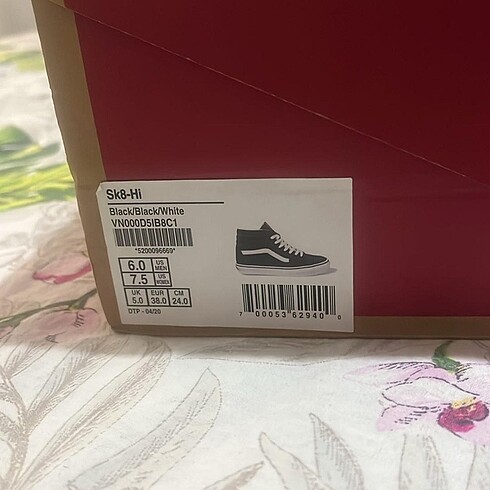 Sk8-Hi
Black/Black/White
VN000D5IB8C1
*5200096669*
6.0 US MEN
7.5 US WOMEN
UK EUR CM
5.0 38.0 24.0
DTP - 04/20
7 00053 62940 0